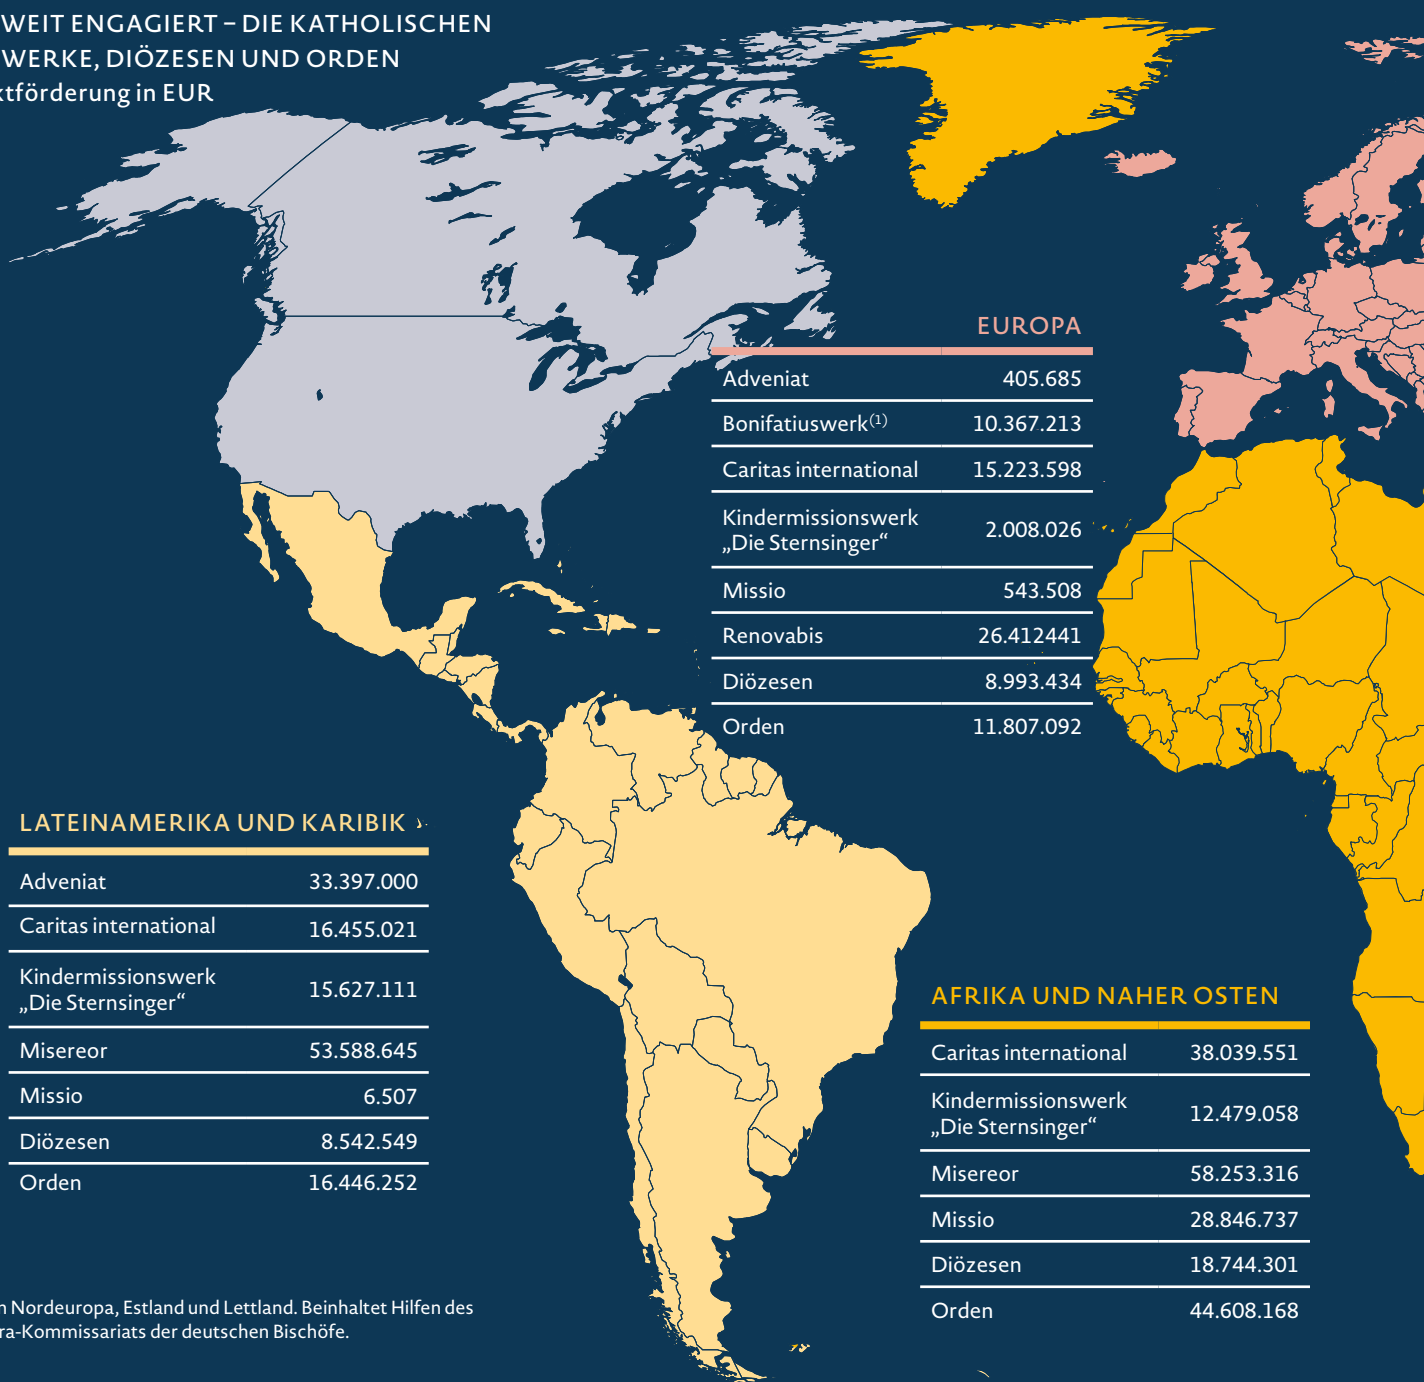 WEIT ENGAGIERT – DIE KATHOLISCHEN
WERKE, DIÖZESEN UND ORDEN
ktförderung in EUR
EUROPA
Adveniat 405.685
Bonifatiuswerk(1) 10.367.213
Caritas international 15.223.598
Kindermissionswerk
„Die Sternsinger“ 2.008.026
Missio 543.508
Renovabis 26.412441
Diözesen 8.993.434
Orden 11.807.092
LATEINAMERIKA UND KARIBIK
Adveniat 33.397.000
Caritas international 16.455.021
Kindermissionswerk
„Die Sternsinger“ 15.627.111
Misereor 53.588.645
Missio 6.507
Diözesen 8.542.549
Orden 16.446.252
AFRIKA UND NAHER OSTEN
Caritas international 38.039.551
Kindermissionswerk
„Die Sternsinger“ 12.479.058
Misereor 58.253.316
Missio 28.846.737
Diözesen 18.744.301
Orden 44.608.168
n Nordeuropa, Estland und Lettland. Beinhaltet Hilfen des
ra-Kommissariats der deutschen Bischöfe.